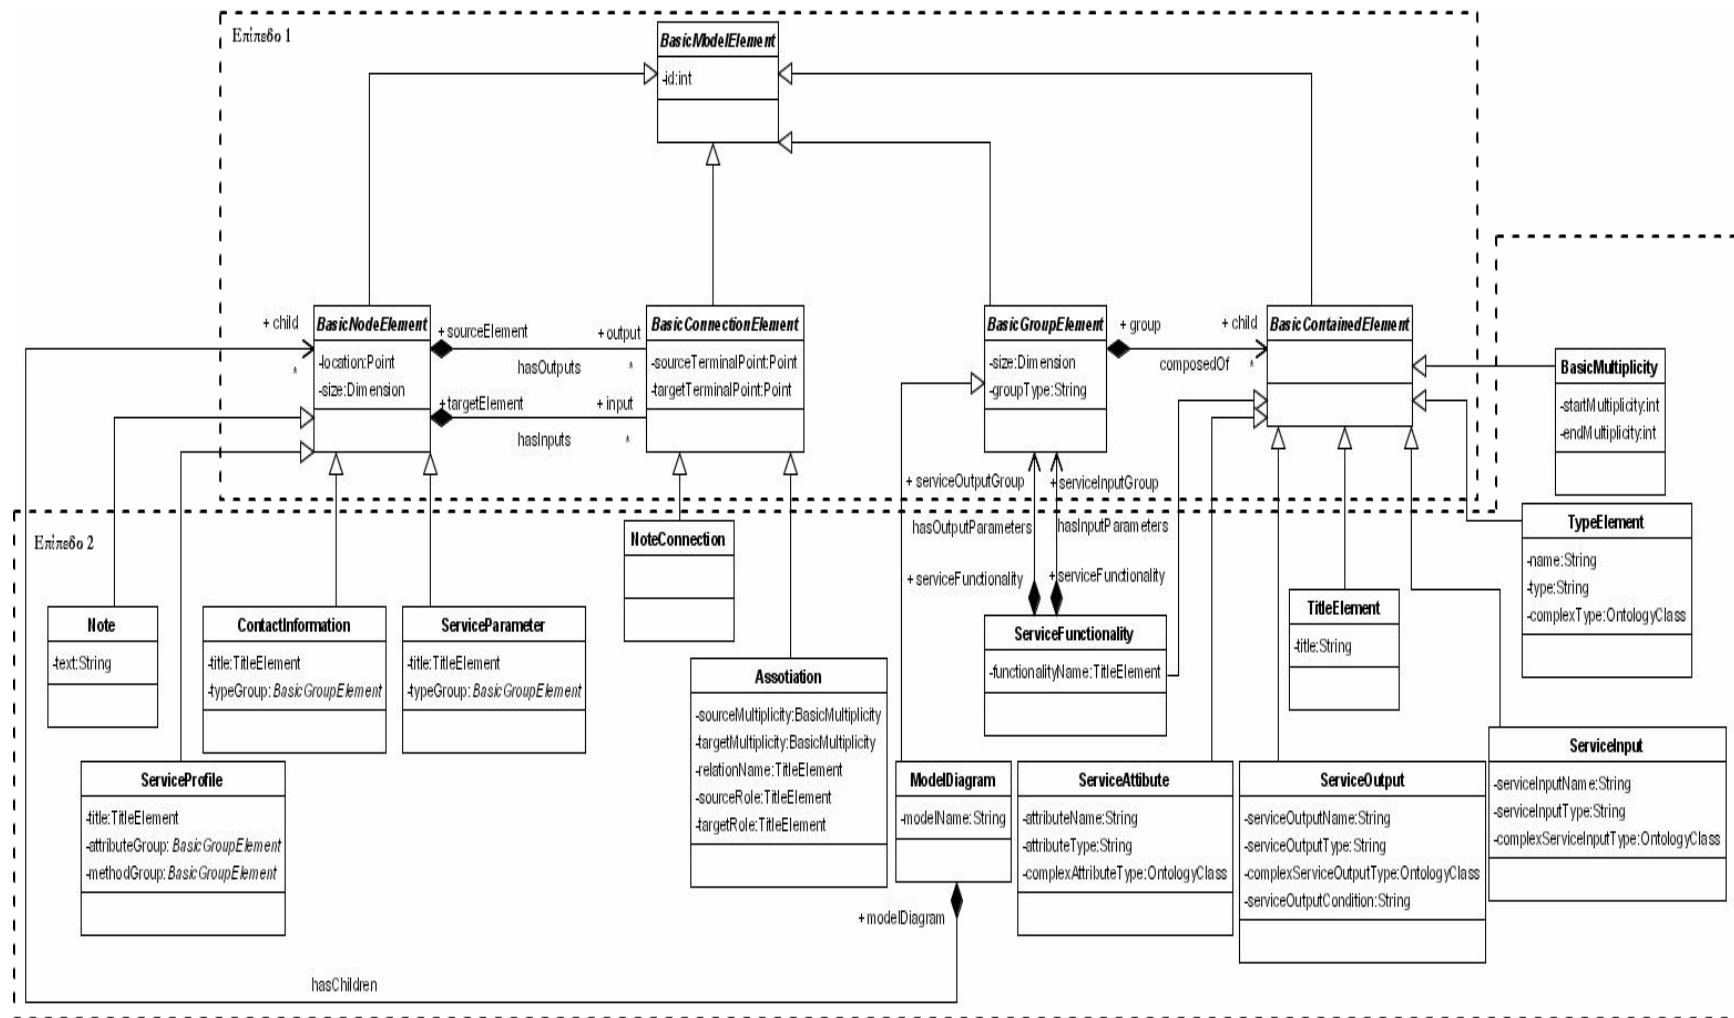 Επίπεδο 1
BasicModelElement
-id:int
+ child
*
BasicNodeElement
-location:Point
-size:Dimension
+ sourceElement
+ output
hasOutputs
*
+targetElement
+ input
hasInputs
*
BasicConnectionElement
-sourceTerminalPoint:Point
-targetTerminalPoint:Point
BasicGroupElement
-size:Dimension
-groupType:String
+ group
+ child
composedOf
*
BasicContainedElement
BasicMultiplicity
-startMultiplicity:int
-endMultiplicity:int
+ serviceOutputGroup
+ serviceInputGroup
hasOutputParameters
hasInputParameters
+ serviceFunctionality
+ serviceFunctionality
Επίπεδο 2
NoteConnection
TypeElement
-name:String
-type:String
-complexType:OntologyClass
Note
-text:String
ContactInformation
-title:TitleElement
-typeGroup: BasicGroupElement
ServiceParameter
-title:TitleElement
-typeGroup: BasicGroupElement
ServiceFunctionality
-functionalityName:TitleElement
TitleElement
-title:String
Assotiation
-sourceMultiplicity:BasicMultiplicity
-targetMultiplicity:BasicMultiplicity
-relationName:TitleElement
-sourceRole:TitleElement
-targetRole:TitleElement
ServiceProfile
-title:TitleElement
-attributeGroup: BasicGroupElement
-methodGroup: BasicGroupElement
ModelDiagram
-modelName:String
ServiceAttibute
-attributeName:String
-attributeType:String
-complexAttributeType:OntologyClass
ServiceOutput
-serviceOutputName:String
-serviceOutputType:String
-complexServiceOutputType:OntologyClass
-serviceOutputCondition:String
ServiceInput
-serviceInputName:String
-serviceInputType:String
-complexServiceInputType:OntologyClass
+ modelDiagram
hasChildren